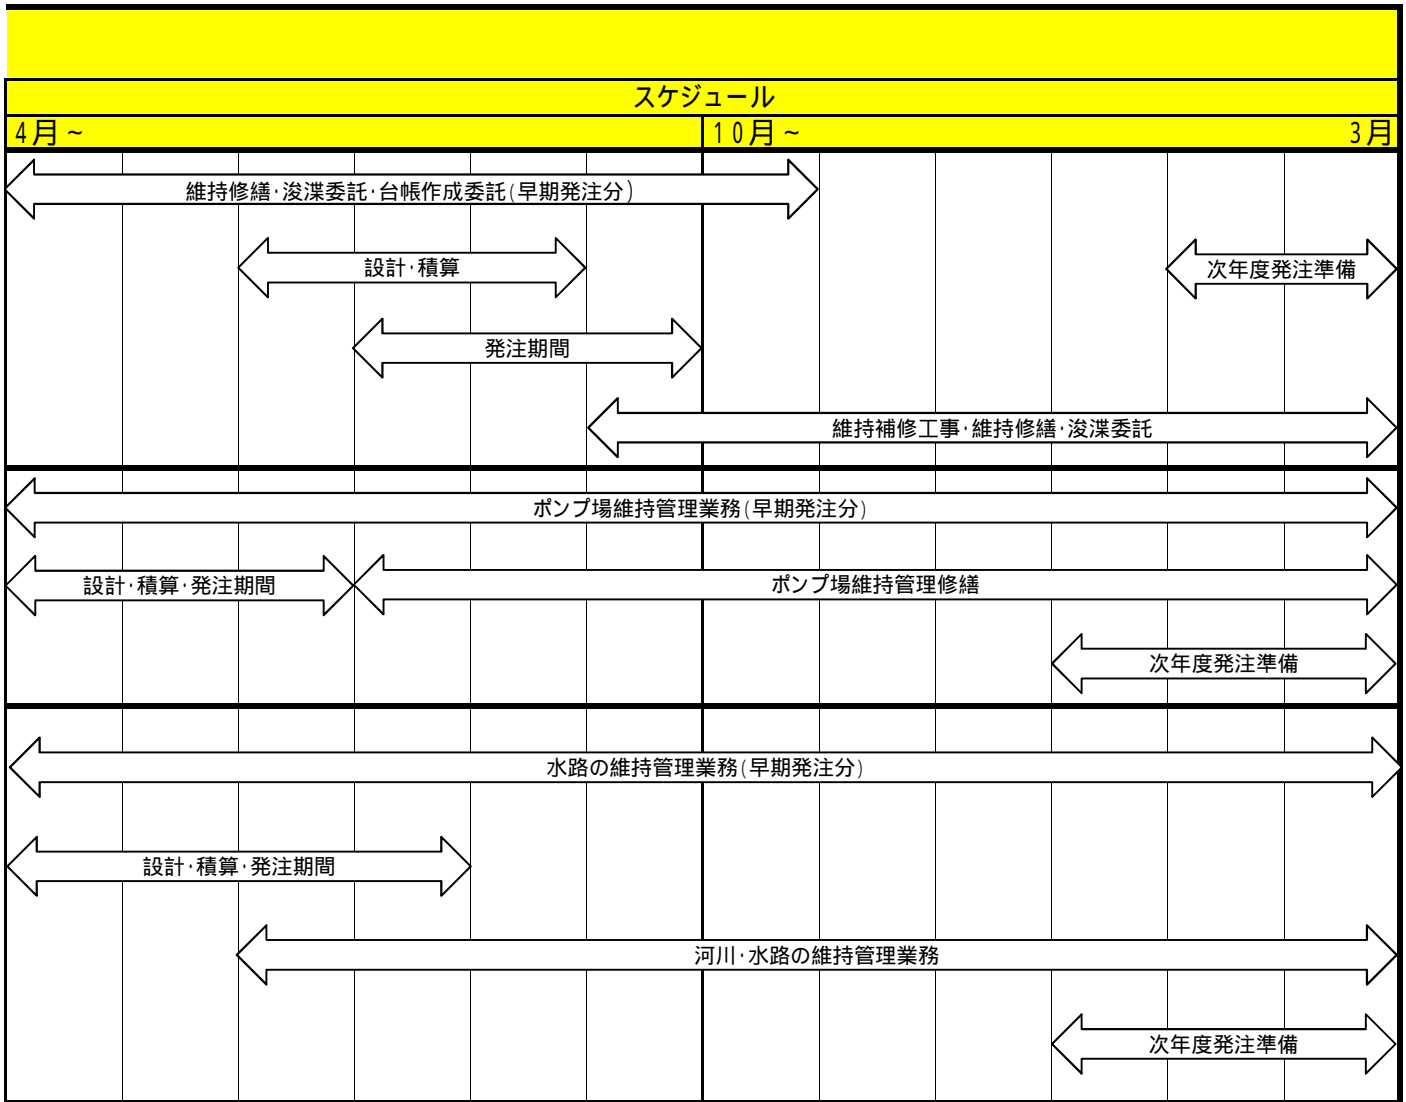 スケジュール
4月~
10月~
3月
維持修繕・浚渫委託・台帳作成委託(早期発注分)
設計・積算
次年度発注準備
発注期間
維持補修工事・維持修繕・浚渫委託
ポンプ場維持管理業務(早期発注分)
設計・積算・発注期間
ポンプ場維持管理修繕
次年度発注準備
水路の維持管理業務(早期発注分)
設計・積算・発注期間
河川・水路の維持管理業務
次年度発注準備